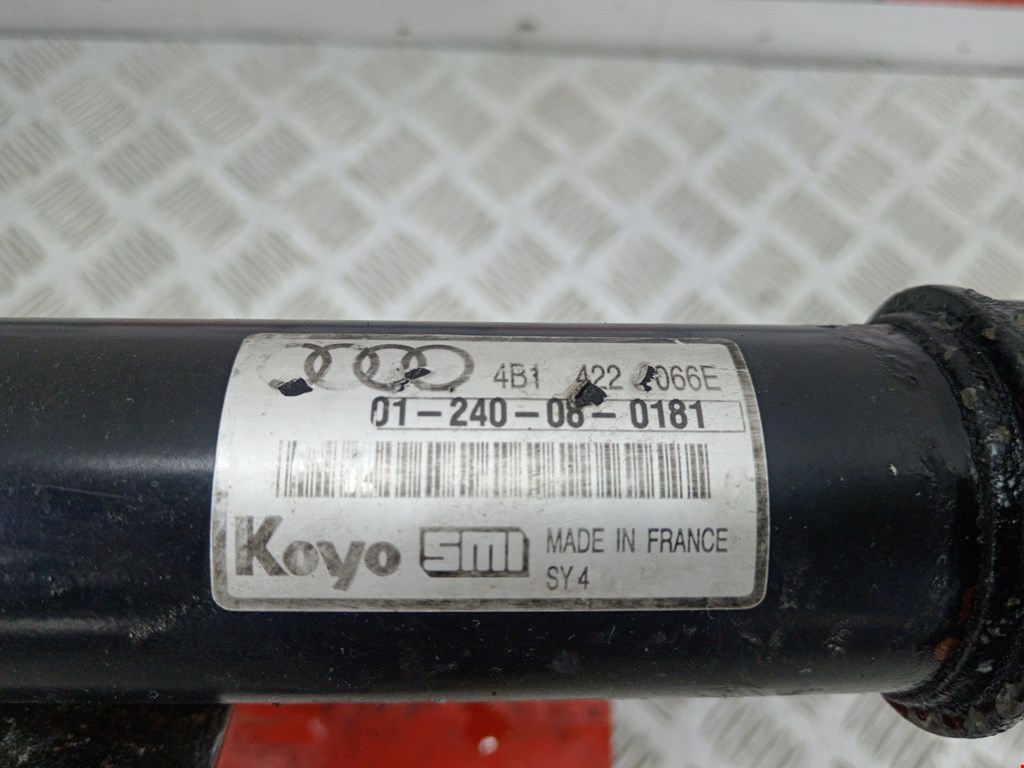 4B1 422 066E
01-240-08-0181
Koyo SMI MADE IN FRANCE
SY4